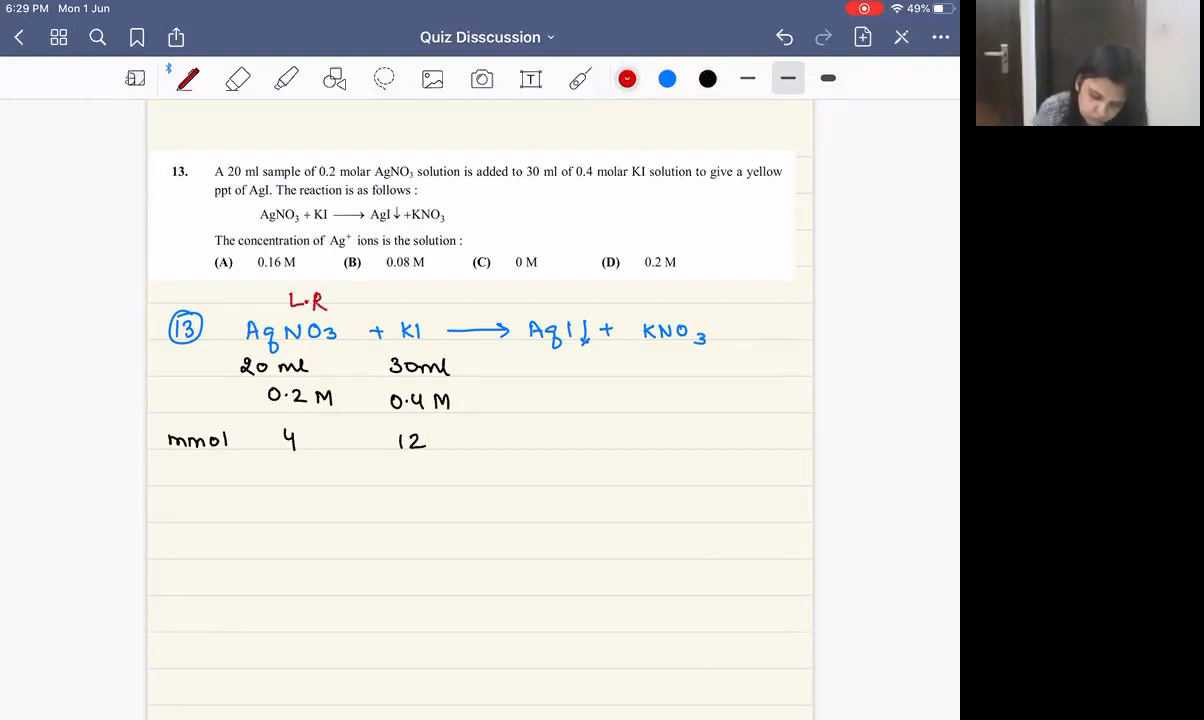 6:29 PM Mon 1 Jun
49%
Quiz Disscussion
T
13. A 20 ml sample of 0.2 molar AgNO₃ solution is added to 30 ml of 0.4 molar KI solution to give a yellow
ppt of AgI. The reaction is as follows :
AgNO₃ + KI ⟶ AgI↓ +KNO₃
The concentration of Ag⁺ ions is the solution :
(A) 0.16 M (B) 0.08 M (C) 0 M (D) 0.2 M
L.R
13 AgNO₃ + KI ⟶ AgI↓ + KNO₃
20 ml 30ml
0.2 M 0.4 M
mmol 4 12